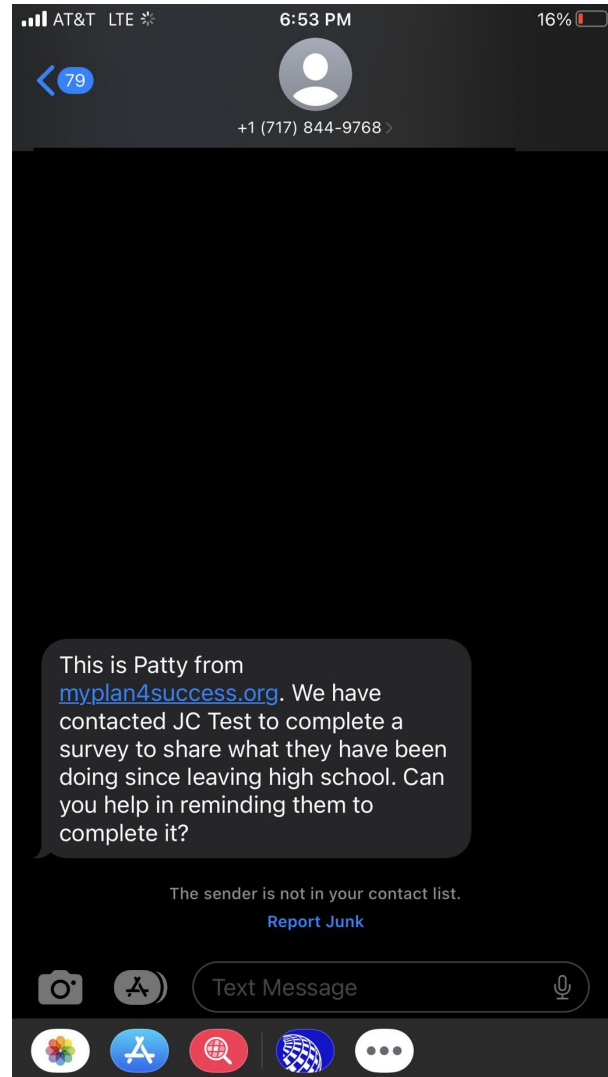 AT&T LTE 6:53 PM 16%
79
+1 (717) 844-9768 >
This is Patty from
myplan4success.org. We have
contacted JC Test to complete a
survey to share what they have been
doing since leaving high school. Can
you help in reminding them to
complete it?
The sender is not in your contact list.
Report Junk
Text Message